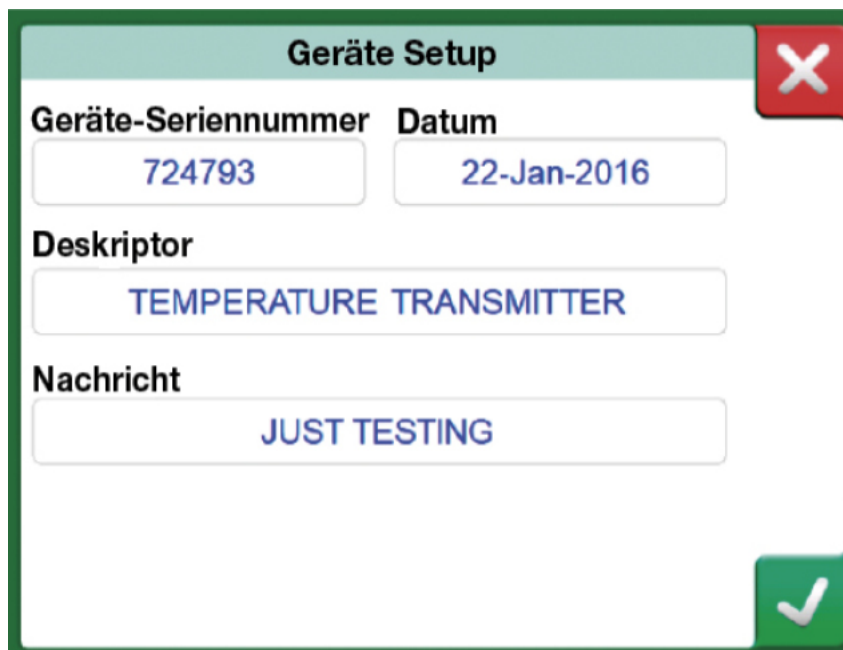 Geräte Setup
Geräte-Seriennummer Datum
724793 22-Jan-2016
Deskriptor
TEMPERATURE TRANSMITTER
Nachricht
JUST TESTING